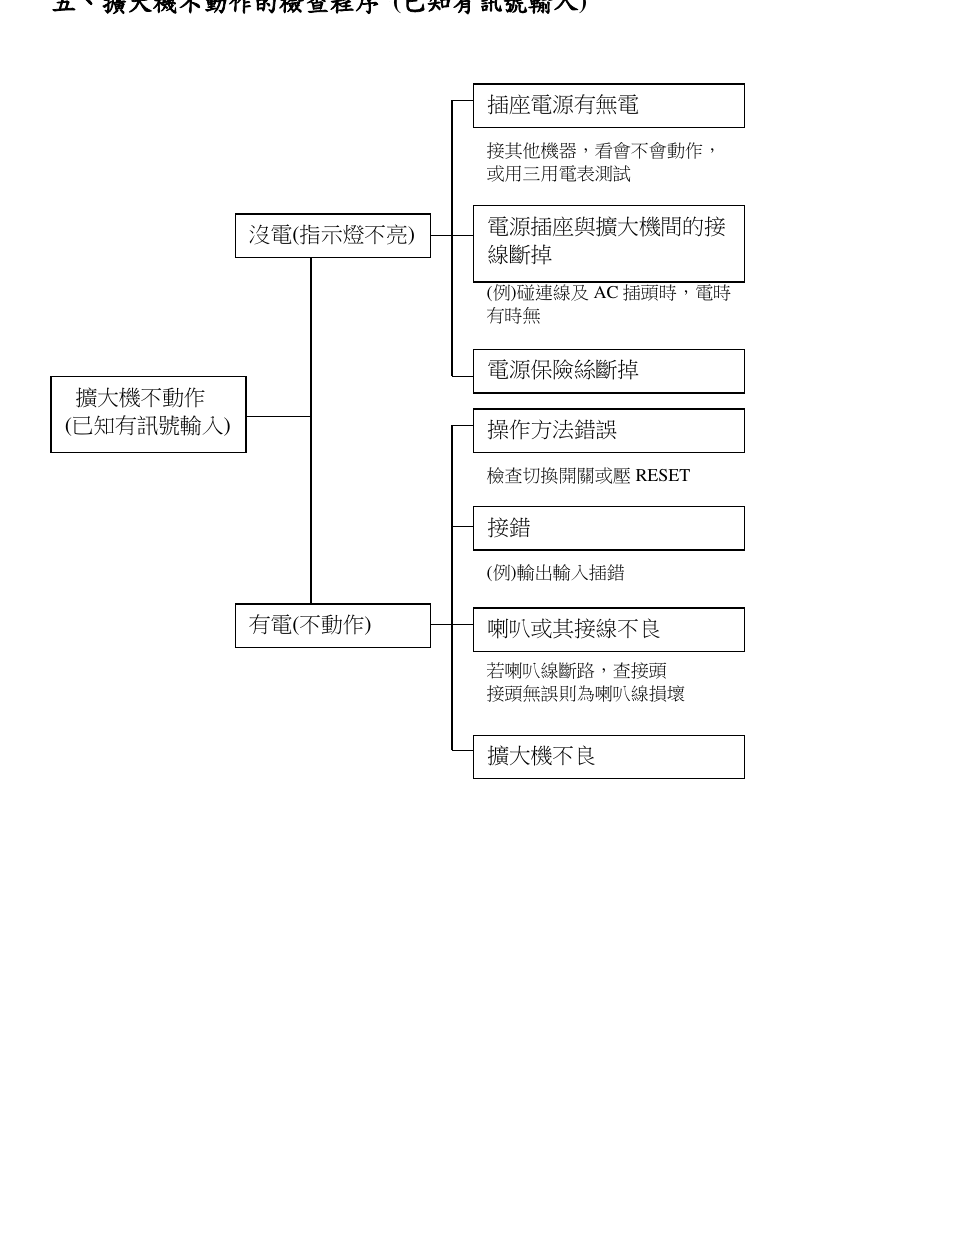 五、擴大機不動作的檢查程序 (已知有訊號輸入)
插座電源有無電
接其他機器，看會不會動作，
或用三用電表測試
沒電(指示燈不亮)
電源插座與擴大機間的接
線斷掉
(例)碰連線及 AC 插頭時，電時
有時無
電源保險絲斷掉
擴大機不動作
(已知有訊號輸入)
操作方法錯誤
檢查切換開關或壓 RESET
接錯
(例)輸出輸入插錯
有電(不動作)
喇叭或其接線不良
若喇叭線斷路，查接頭
接頭無誤則為喇叭線損壞
擴大機不良